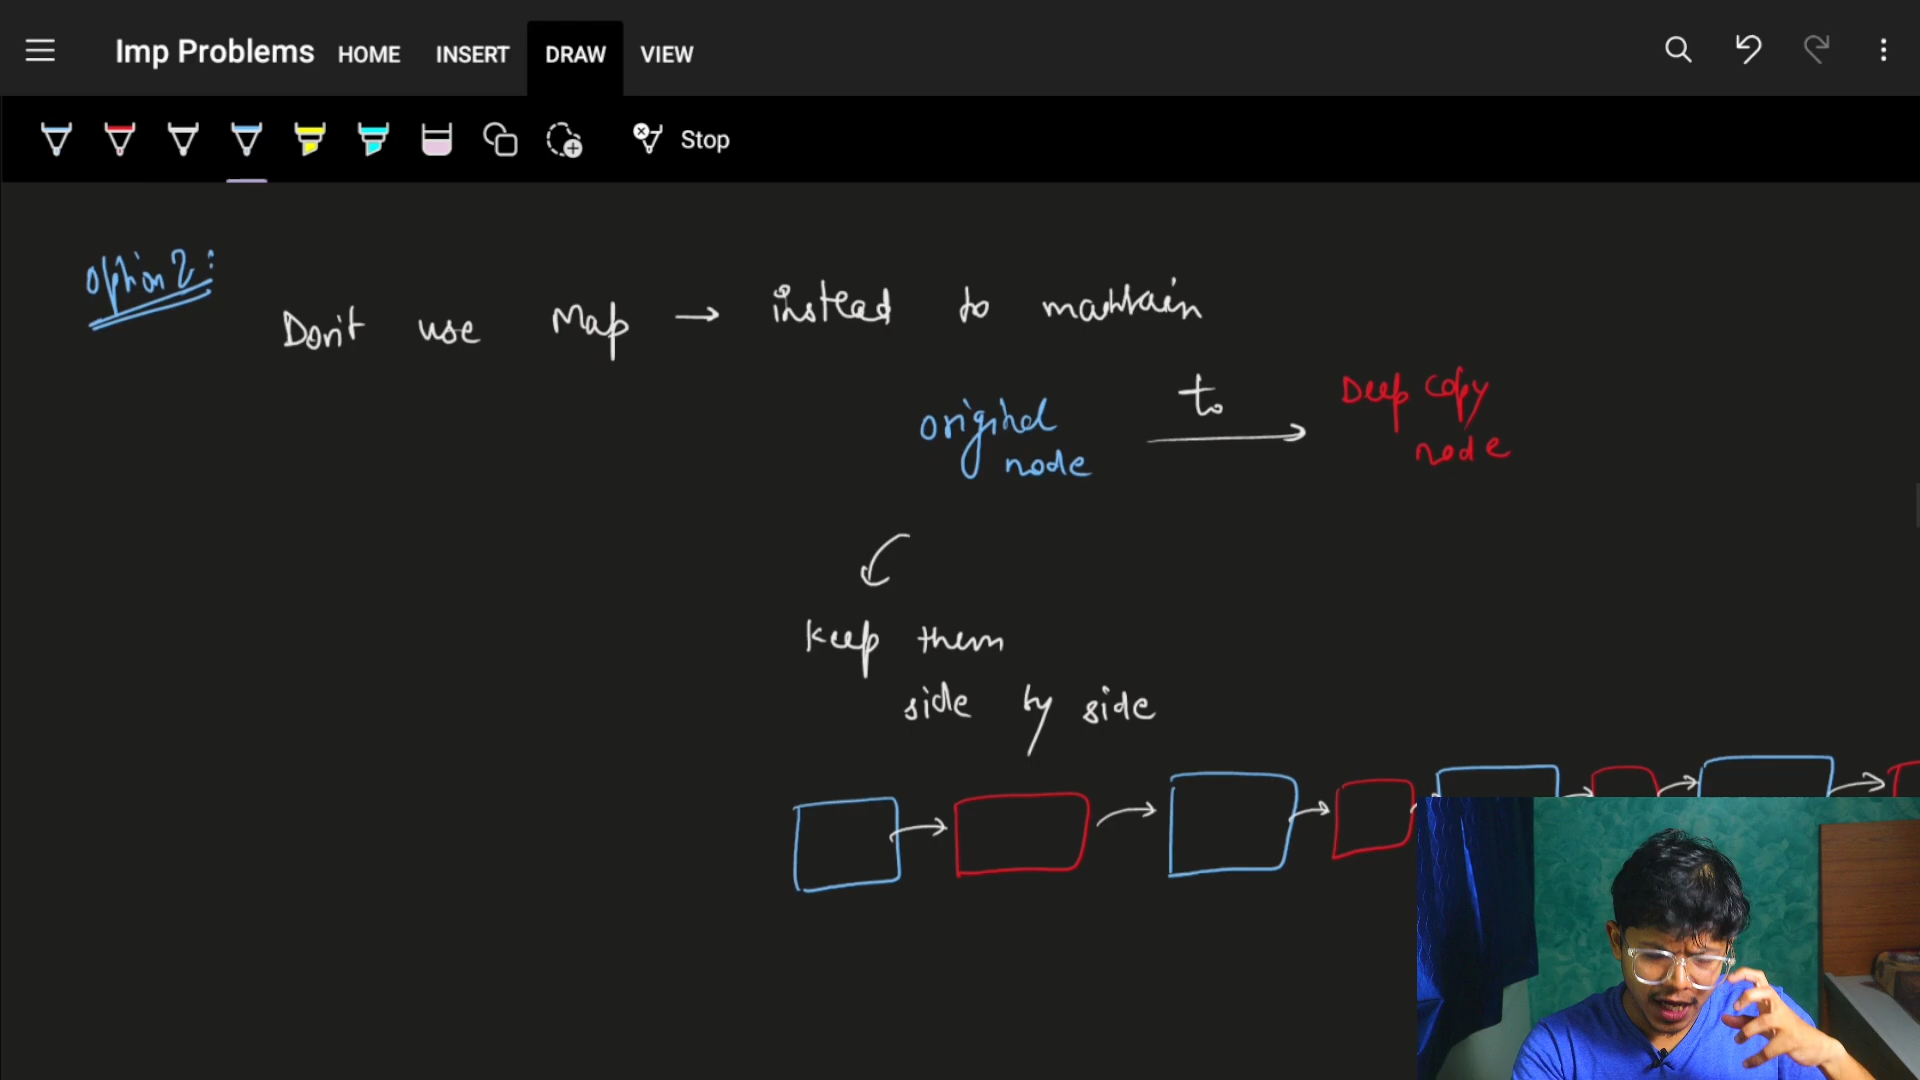 Imp Problems HOME INSERT DRAW VIEW
Stop
Option 2:
Don't use Map → instead to maintain
original node to Deep copy node
Keep them
side by side